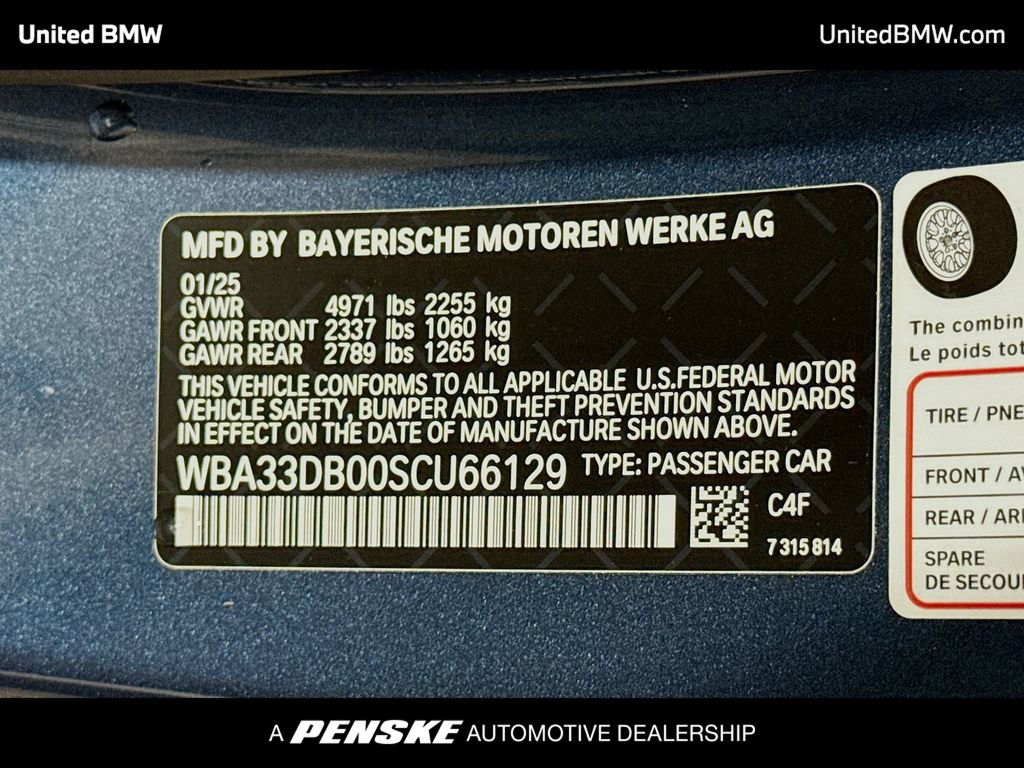 United BMW
UnitedBMW.com
MFD BY BAYERISCHE MOTOREN WERKE AG
01/25
GVWR 4971 lbs 2255 kg
GAWR FRONT 2337 lbs 1060 kg
GAWR REAR 2789 lbs 1265 kg
THIS VEHICLE CONFORMS TO ALL APPLICABLE U.S.FEDERAL MOTOR
VEHICLE SAFETY, BUMPER AND THEFT PREVENTION STANDARDS
IN EFFECT ON THE DATE OF MANUFACTURE SHOWN ABOVE.
WBA33DB00SCU66129 TYPE: PASSENGER CAR
C4F
7 315 814
The combin
Le poids tot
TIRE / PNE
FRONT / AV
REAR / ARI
SPARE
DE SECOU
A PENSKE AUTOMOTIVE DEALERSHIP